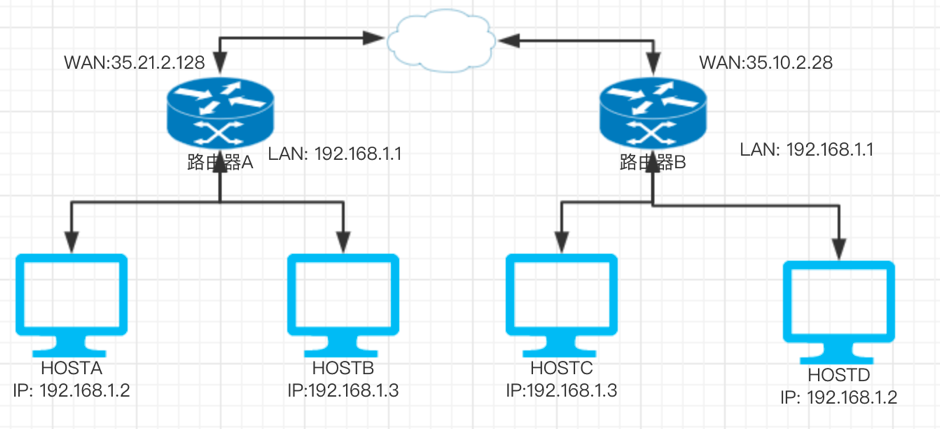 WAN:35.21.2.128
WAN:35.10.2.28
路由器A
LAN: 192.168.1.1
路由器B
LAN: 192.168.1.1
HOSTA
IP: 192.168.1.2
HOSTB
IP:192.168.1.3
HOSTC
IP:192.168.1.3
HOSTD
IP: 192.168.1.2